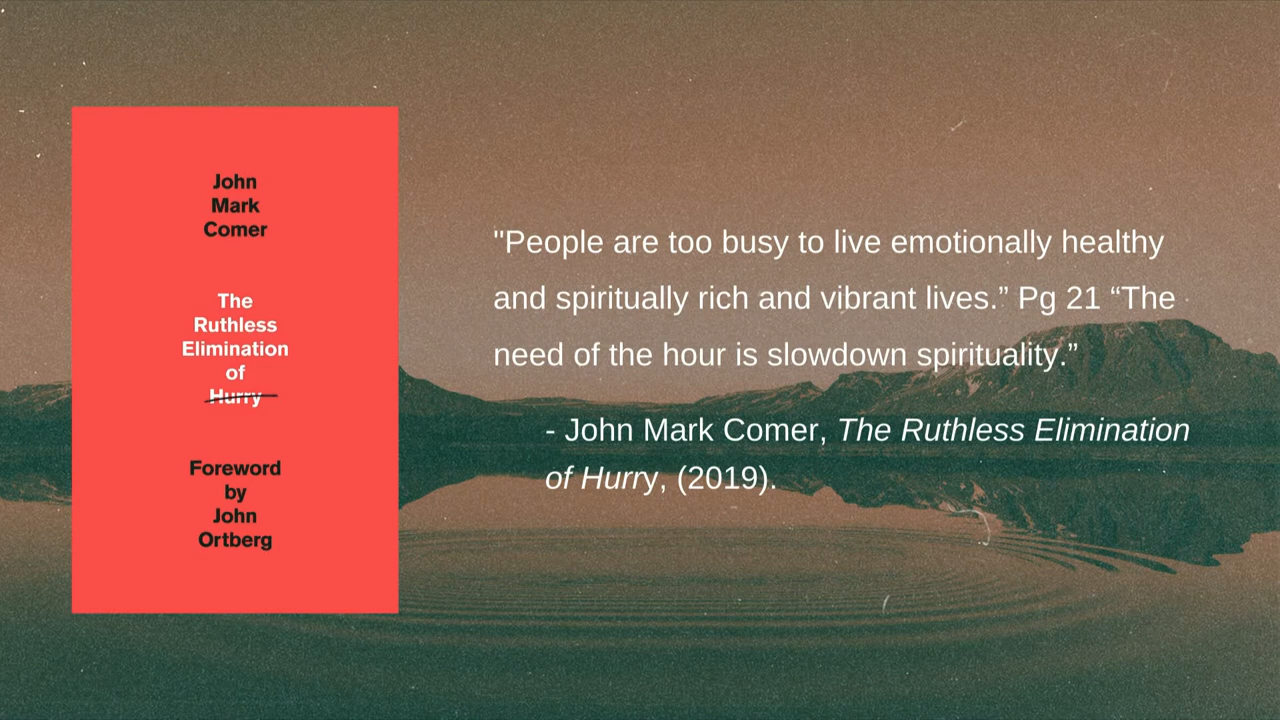 John
Mark
Comer
The
Ruthless
Elimination
of
Hurry
Foreword
by
John
Ortberg
"People are too busy to live emotionally healthy
and spiritually rich and vibrant lives.” Pg 21 “The
need of the hour is slowdown spirituality.”
- John Mark Comer, The Ruthless Elimination
of Hurry, (2019).